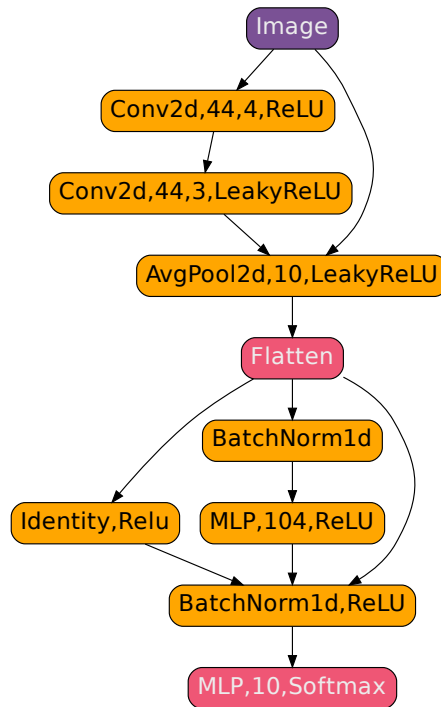 Image
Conv2d,44,4,ReLU
Conv2d,44,3,LeakyReLU
AvgPool2d,10,LeakyReLU
Flatten
BatchNorm1d
Identity,Relu
MLP,104,ReLU
BatchNorm1d,ReLU
MLP,10,Softmax